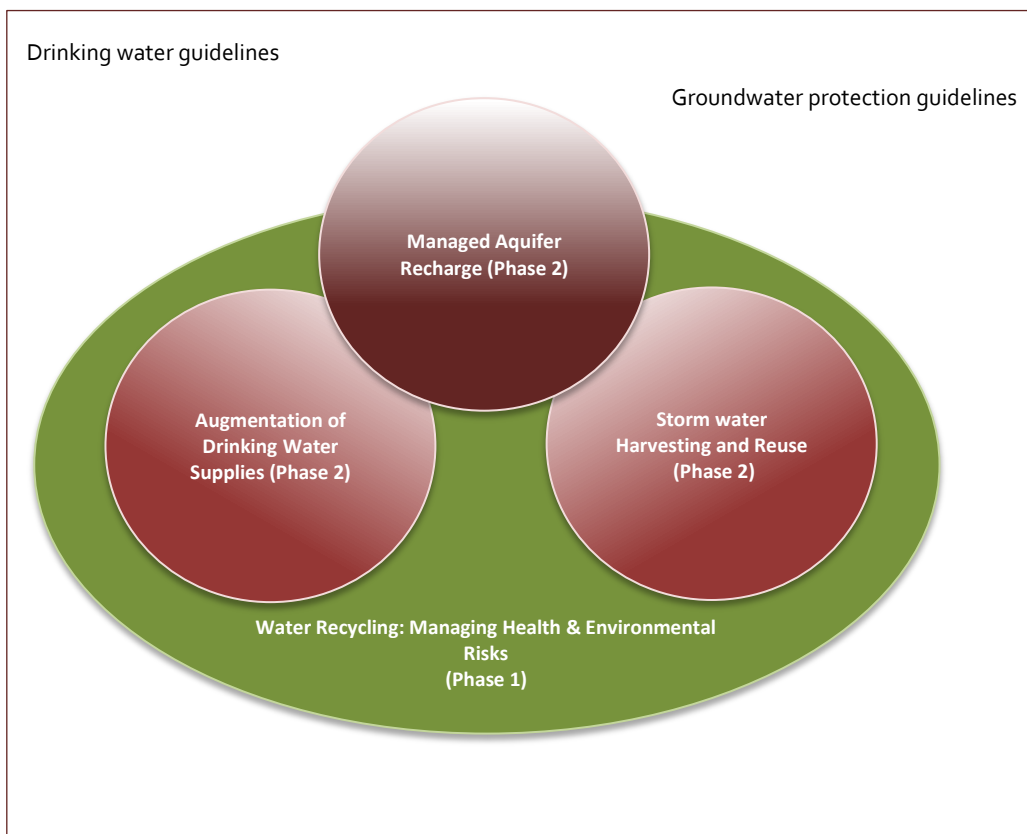 Drinking water guidelines
Groundwater protection guidelines
Managed Aquifer
Recharge (Phase 2)
Augmentation of
Drinking Water
Supplies (Phase 2)
Storm water
Harvesting and Reuse
(Phase 2)
Water Recycling: Managing Health & Environmental
Risks
(Phase 1)